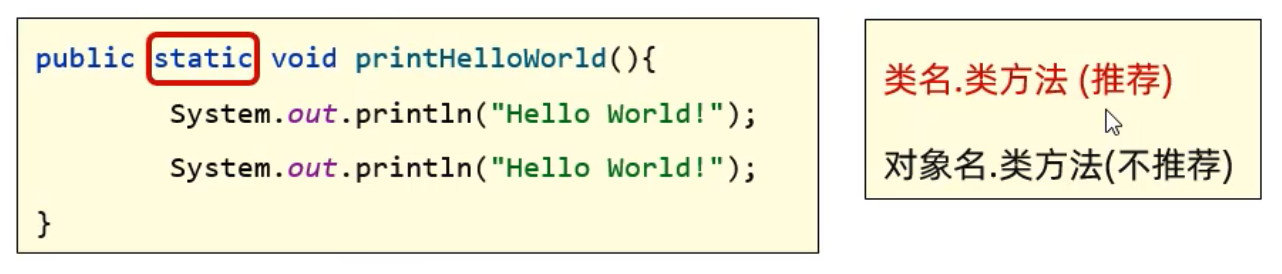 public static void printHelloWorld(){
System.out.println("Hello World!");
System.out.println("Hello World!");
}
类名.类方法 (推荐)
对象名.类方法(不推荐)